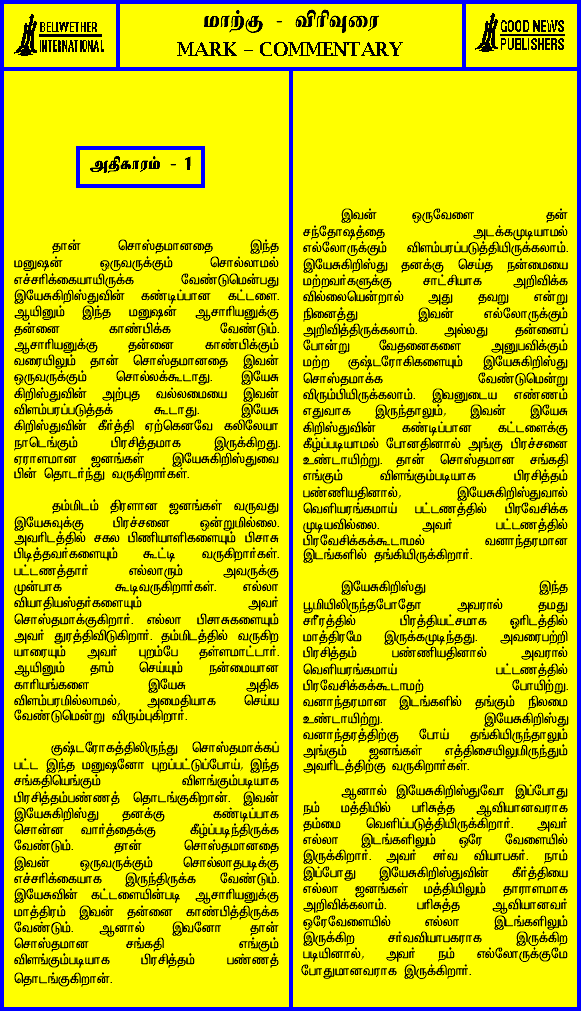 BELLWETHER
INTERNATIONAL
மாற்கு - விரிவுரை
MARK – COMMENTARY
GOOD NEWS
PUBLISHERS
அதிகாரம் - 1
தான் சொஸ்தமானதை இந்த
மனுஷன் ஒருவருக்கும் சொல்லாமல்
எச்சரிக்கையாயிருக்க வேண்டுமென்பது
இயேசுகிறிஸ்துவின் கண்டிப்பான கட்டளை.
ஆயினும் இந்த மனுஷன் ஆசாரியனுக்கு
தன்னை காண்பிக்க வேண்டும்.
ஆசாரியனுக்கு தன்னை காண்பிக்கும்
வரையிலும் தான் சொஸ்தமானதை இவன்
ஒருவருக்கும் சொல்லக்கூடாது. இயேசு
கிறிஸ்துவின் அற்புத வல்லமையை இவன்
விளம்பரப்படுத்தக் கூடாது. இயேசு
கிறிஸ்துவின் கீர்த்தி ஏற்கெனவே கலிலேயா
நாடெங்கும் பிரசித்தமாக இருக்கிறது.
ஏராளமான ஜனங்கள் இயேசுகிறிஸ்துவை
பின் தொடர்ந்து வருகிறார்கள்.
தம்மிடம் திரளான ஜனங்கள் வருவது
இயேசுவுக்கு பிரச்சனை ஒன்றுமில்லை.
அவரிடத்தில் சகல பிணியாளிகளையும் பிசாசு
பிடித்தவர்களையும் கூட்டி வருகிறார்கள்.
பட்டணத்தார் எல்லாரும் அவருக்கு
முன்பாக கூடிவருகிறார்கள். எல்லா
வியாதியஸ்தர்களையும் அவர்
சொஸ்தமாக்குகிறார். எல்லா பிசாசுகளையும்
அவர் துரத்திவிடுகிறார். தம்மிடத்தில் வருகிற
யாரையும் அவர் புறம்பே தள்ளமாட்டார்.
ஆயினும் தாம் செய்யும் நன்மையான
காரியங்களை இயேசு அதிக
விளம்பரமில்லாமல், அமைதியாக செய்ய
வேண்டுமென்று விரும்புகிறார்.
குஷ்டரோகத்திலிருந்து சொஸ்தமாக்கப்
பட்ட இந்த மனுஷனோ புறப்பட்டுப்போய், இந்த
சங்கதியெங்கும் விளங்கும்படியாக
பிரசித்தம்பண்ணத் தொடங்குகிறான். இவன்
இயேசுகிறிஸ்து தனக்கு கண்டிப்பாக
சொன்ன வார்த்தைக்கு கீழ்ப்படிந்திருக்க
வேண்டும். தான் சொஸ்தமானதை
இவன் ஒருவருக்கும் சொல்லாதபடிக்கு
எச்சரிக்கையாக இருந்திருக்க வேண்டும்.
இயேசுவின் கட்டளையின்படி ஆசாரியனுக்கு
மாத்திரம் இவன் தன்னை காண்பித்திருக்க
வேண்டும். ஆனால் இவனோ தான்
சொஸ்தமான சங்கதி எங்கும்
விளங்கும்படியாக பிரசித்தம் பண்ணத்
தொடங்குகிறான்.
இவன் ஒருவேளை தன்
சந்தோஷத்தை அடக்கமுடியாமல்
எல்லோருக்கும் விளம்பரப்படுத்தியிருக்கலாம்.
இயேசுகிறிஸ்து தனக்கு செய்த நன்மையை
மற்றவர்களுக்கு சாட்சியாக அறிவிக்க
வில்லையென்றால் அது தவறு என்று
நினைத்து இவன் எல்லோருக்கும்
அறிவித்திருக்கலாம். அல்லது தன்னைப்
போன்று வேதனைகளை அனுபவிக்கும்
மற்ற குஷ்டரோகிகளையும் இயேசுகிறிஸ்து
சொஸ்தமாக்க வேண்டுமென்று
விரும்பியிருக்கலாம். இவனுடைய எண்ணம்
எதுவாக இருந்தாலும், இவன் இயேசு
கிறிஸ்துவின் கண்டிப்பான கட்டளைக்கு
கீழ்ப்படியாமல் போனதினால் அங்கு பிரச்சனை
உண்டாயிற்று. தான் சொஸ்தமான சங்கதி
எங்கும் விளங்கும்படியாக பிரசித்தம்
பண்ணியதினால், இயேசுகிறிஸ்துவால்
வெளியரங்கமாய் பட்டணத்தில் பிரவேசிக்க
முடியவில்லை. அவர் பட்டணத்தில்
பிரவேசிக்கக்கூடாமல் வனாந்தரமான
இடங்களில் தங்கியிருக்கிறார்.
இயேசுகிறிஸ்து இந்த
பூமியிலிருந்தபோதோ அவரால் தமது
சரீரத்தில் பிரத்தியட்சமாக ஓரிடத்தில்
மாத்திரமே இருக்கமுடிந்தது. அவரைபற்றி
பிரசித்தம் பண்ணியதினால் அவரால்
வெளியரங்கமாய் பட்டணத்தில்
பிரவேசிக்கக்கூடாமற் போயிற்று.
வனாந்தரமான இடங்களில் தங்கும் நிலமை
உண்டாயிற்று. இயேசுகிறிஸ்து
வனாந்தரத்திற்கு போய் தங்கியிருந்தாலும்
அங்கும் ஜனங்கள் எத்திசையிலுமிருந்தும்
அவரிடத்திற்கு வருகிறார்கள்.
ஆனால் இயேசுகிறிஸ்துவோ இப்போது
நம் மத்தியில் பரிசுத்த ஆவியானவராக
தம்மை வெளிப்படுத்தியிருக்கிறார். அவர்
எல்லா இடங்களிலும் ஒரே வேளையில்
இருக்கிறார். அவர் சர்வ வியாபகர். நாம்
இப்போது இயேசுகிறிஸ்துவின் கீர்த்தியை
எல்லா ஜனங்கள் மத்தியிலும் தாராளமாக
அறிவிக்கலாம். பரிசுத்த ஆவியானவர்
ஒரேவேளையில் எல்லா இடங்களிலும்
இருக்கிற சர்வவியாபகராக இருக்கிற
படியினால், அவர் நம் எல்லோருக்குமே
போதுமானவராக இருக்கிறார்.